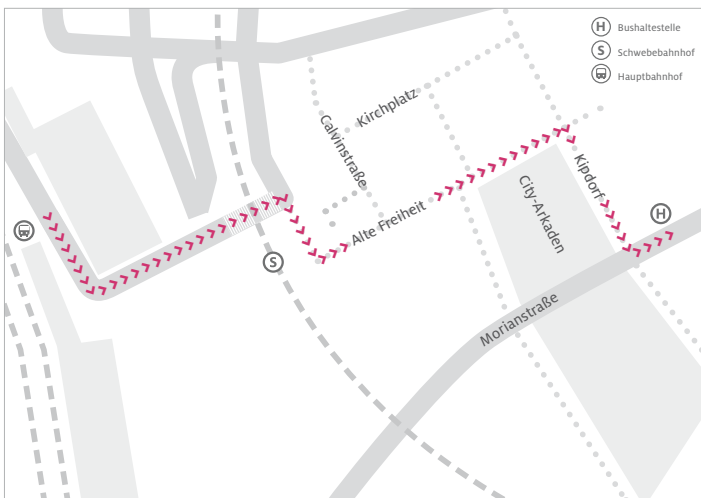 H Bushaltestelle
S Schwebebahnhof
Hauptbahnhof
Kirchplatz
Calvinstraße
Alte Freiheit
City-Arkaden
Kipdorf
H
S
Morianstraße